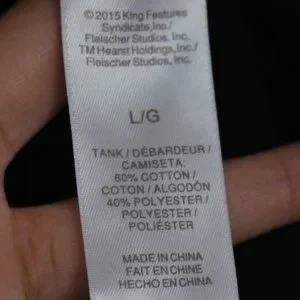 ©2015 King Features
Syndicate, Inc./
Fleischer Studios, Inc.
TM Hearst Holdings, Inc./
Fleischer Studios, Inc.
L/G
TANK / DÉBARDEUR /
CAMISETA:
60% COTTON /
COTON / ALGODÓN
40% POLYESTER /
POLYESTER /
POLIÉSTER
MADE IN CHINA
FAIT EN CHINE
HECHO EN CHINA